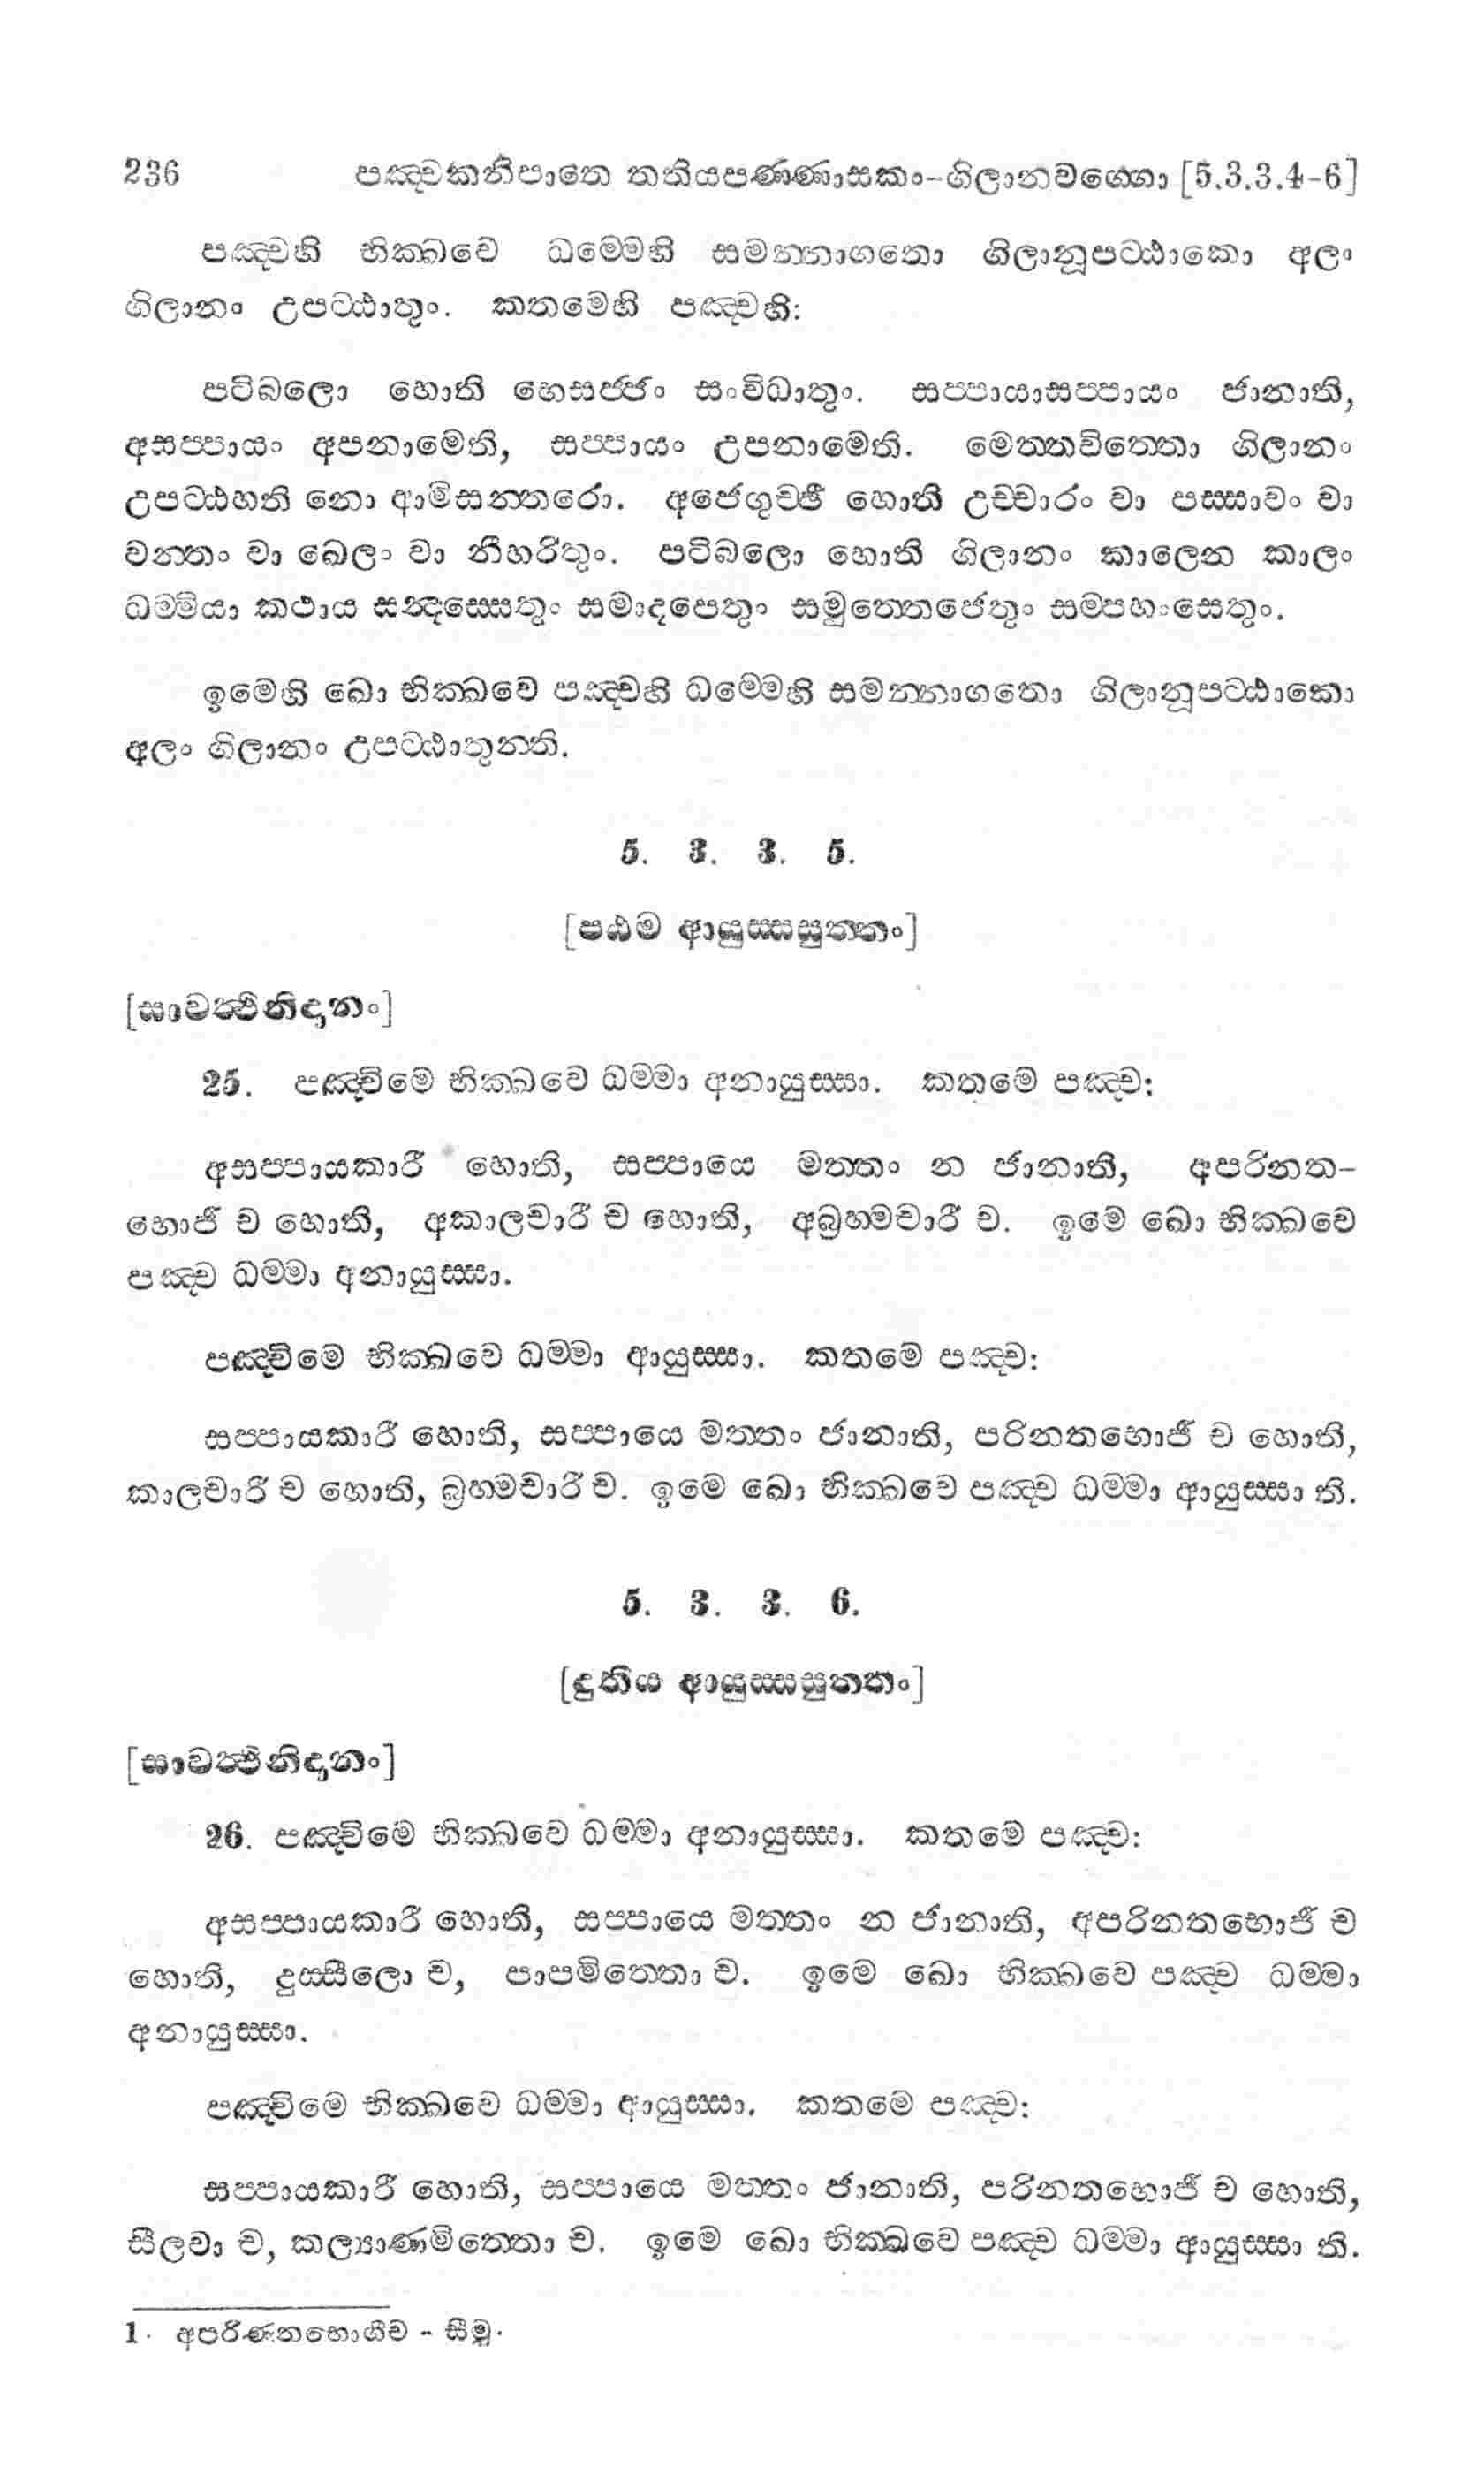 236 පඤ්චකනිපාතෙ තතියපණ්ණාසකං-ගිලානවග්ගො [5.3.3.4-6]
පඤ්චහි භික්ඛවෙ ධම්මෙහි සමන්නාගතො ගිලානූපට්ඨාකො අලං
ගිලානං උපට්ඨාතුං. කතමෙහි පඤ්චහි:
පටිබලො හොති භෙසජ්ජං සංවිධාතුං. සප්පායාසප්පායං ජානාති,
අසප්පායං අපනාමෙති, සප්පායං උපනාමෙති. මෙත්තචිත්තො ගිලානං
උපට්ඨහති නො ආමිසන්තරො. අජෙගුච්ඡී හොති උච්චාරං වා පස්සාවං වා
වන්තං වා ඛෙලං වා නීහරිතුං. පටිබලො හොති ගිලානං කාලෙන කාලං
ධම්මියා කථාය සන්දස්සෙතුං සමාදපෙතුං සමුත්තෙජෙතුං සම්පහංසෙතුං.
ඉමෙහි ඛො භික්ඛවෙ පඤ්චහි ධම්මෙහි සමන්නාගතො ගිලානූපට්ඨාකො
අලං ගිලානං උපට්ඨාතුන්ති.
5. 3. 3. 5.
[පඨම ආයුස්සසුත්තං]
[සාවත්ථිනිදානං]
25. පඤ්චිමෙ භික්ඛවෙ ධම්මා අනායුස්සා. කතමෙ පඤ්ච:
අසප්පායකාරී හොති, සප්පායෙ මත්තං න ජානාති, අපරිනත-
භොජී ච හොති, අකාලචාරී ච හොති, අබ්‍රහ්මචාරී ච. ඉමෙ ඛො භික්ඛවෙ
පඤ්ච ධම්මා අනායුස්සා.
පඤ්චිමෙ භික්ඛවෙ ධම්මා ආයුස්සා. කතමෙ පඤ්ච:
සප්පායකාරී හොති, සප්පායෙ මත්තං ජානාති, පරිනතභොජී ච හොති,
කාලචාරී ච හොති, බ්‍රහ්මචාරී ච. ඉමෙ ඛො භික්ඛවෙ පඤ්ච ධම්මා ආයුස්සා ති.
5. 3. 3. 6.
[දුතිය ආයුස්සසුත්තං]
[සාවත්ථිනිදානං]
26. පඤ්චිමෙ භික්ඛවෙ ධම්මා අනායුස්සා. කතමෙ පඤ්ච:
අසප්පායකාරී හොති, සප්පායෙ මත්තං න ජානාති, අපරිනතභොජී ච
හොති, දුස්සීලො ච, පාපමිත්තො ච. ඉමෙ ඛො භික්ඛවෙ පඤ්ච ධම්මා
අනායුස්සා.
පඤ්චිමෙ භික්ඛවෙ ධම්මා ආයුස්සා. කතමෙ පඤ්ච:
සප්පායකාරී හොති, සප්පායෙ මත්තං ජානාති, පරිනතභොජී ච හොති,
සීලවා ච, කල්‍යාණමිත්තො ච. ඉමෙ ඛො භික්ඛවෙ පඤ්ච ධම්මා ආයුස්සා ති.
1. අපරිණතභොගීච - සීමු.